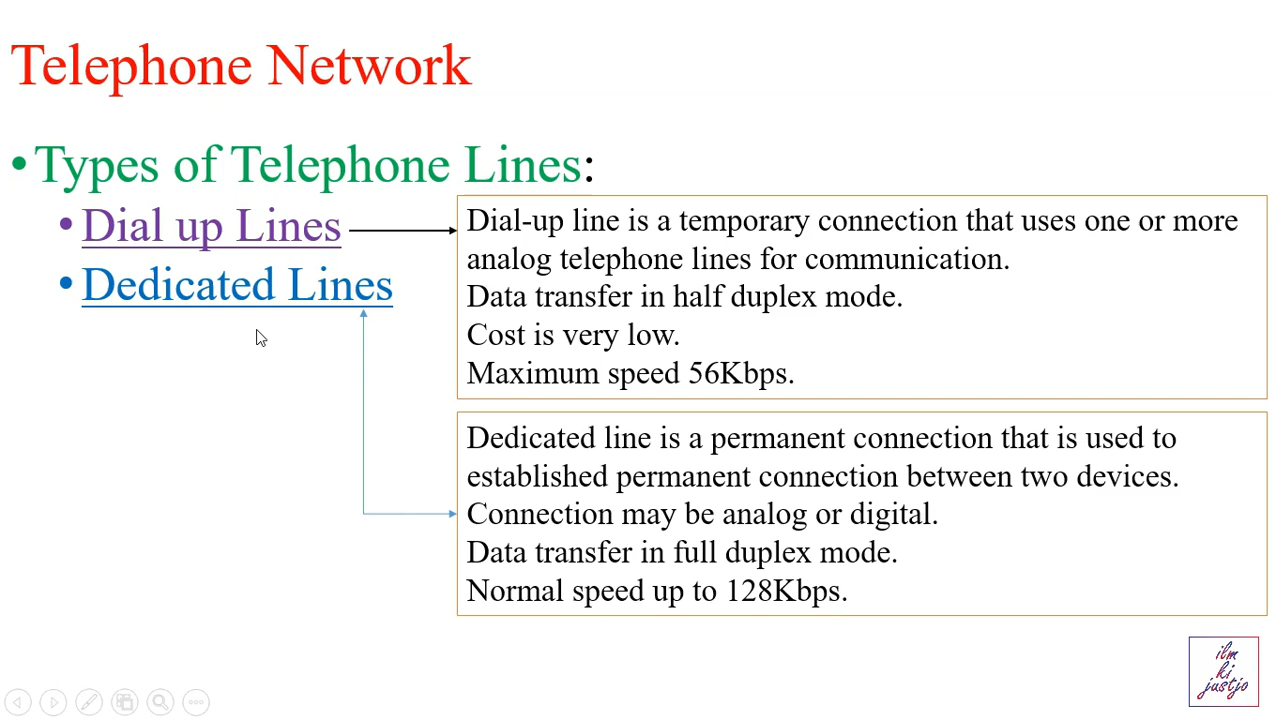 Telephone Network
•Types of Telephone Lines:
•Dial up Lines
•Dedicated Lines
Dial-up line is a temporary connection that uses one or more
analog telephone lines for communication.
Data transfer in half duplex mode.
Cost is very low.
Maximum speed 56Kbps.
Dedicated line is a permanent connection that is used to
established permanent connection between two devices.
Connection may be analog or digital.
Data transfer in full duplex mode.
Normal speed up to 128Kbps.
ilm
ki
justjo